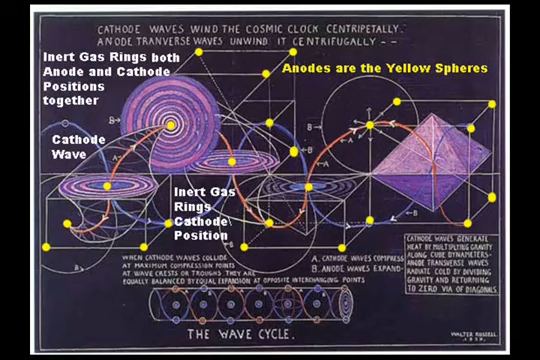 CATHODE WAVES WIND THE COSMIC CLOCK CENTRIPETALLY.
ANODE TRANVERSE WAVES UNWIND IT CENTRIFUGALLY --
Inert Gas Rings both
Anode and Cathode
Positions
together
Anodes are the Yellow Spheres
Cathode
Wave
B
A
B
A
B
A
B
Inert Gas
Rings
Cathode
Position
B
B
WHEN CATHODE WAVES COLLIDE
AT MAXIMUM COMPRESSION POINTS
AT WAVE CRESTS OR TROUGHS THEY ARE
EQUALLY BALANCED BY EQUAL EXPANSION AT OPPOSITE INTERCHANGING POINTS
A. CATHODE WAVES COMPRESS
B. ANODE WAVES EXPAND-
CATHODE WAVES GENERATE
HEAT BY MULTIPLYING GRAVITY
ALONG CUBE DYAMETERS-
ANODE TRANSVERSE WAVES
RADIATE COLD BY DIVIDING
GRAVITY AND RETURNING
TO ZERO VIA OF DIAGONES.
THE WAVE CYCLE.
WALTER RUSSELL